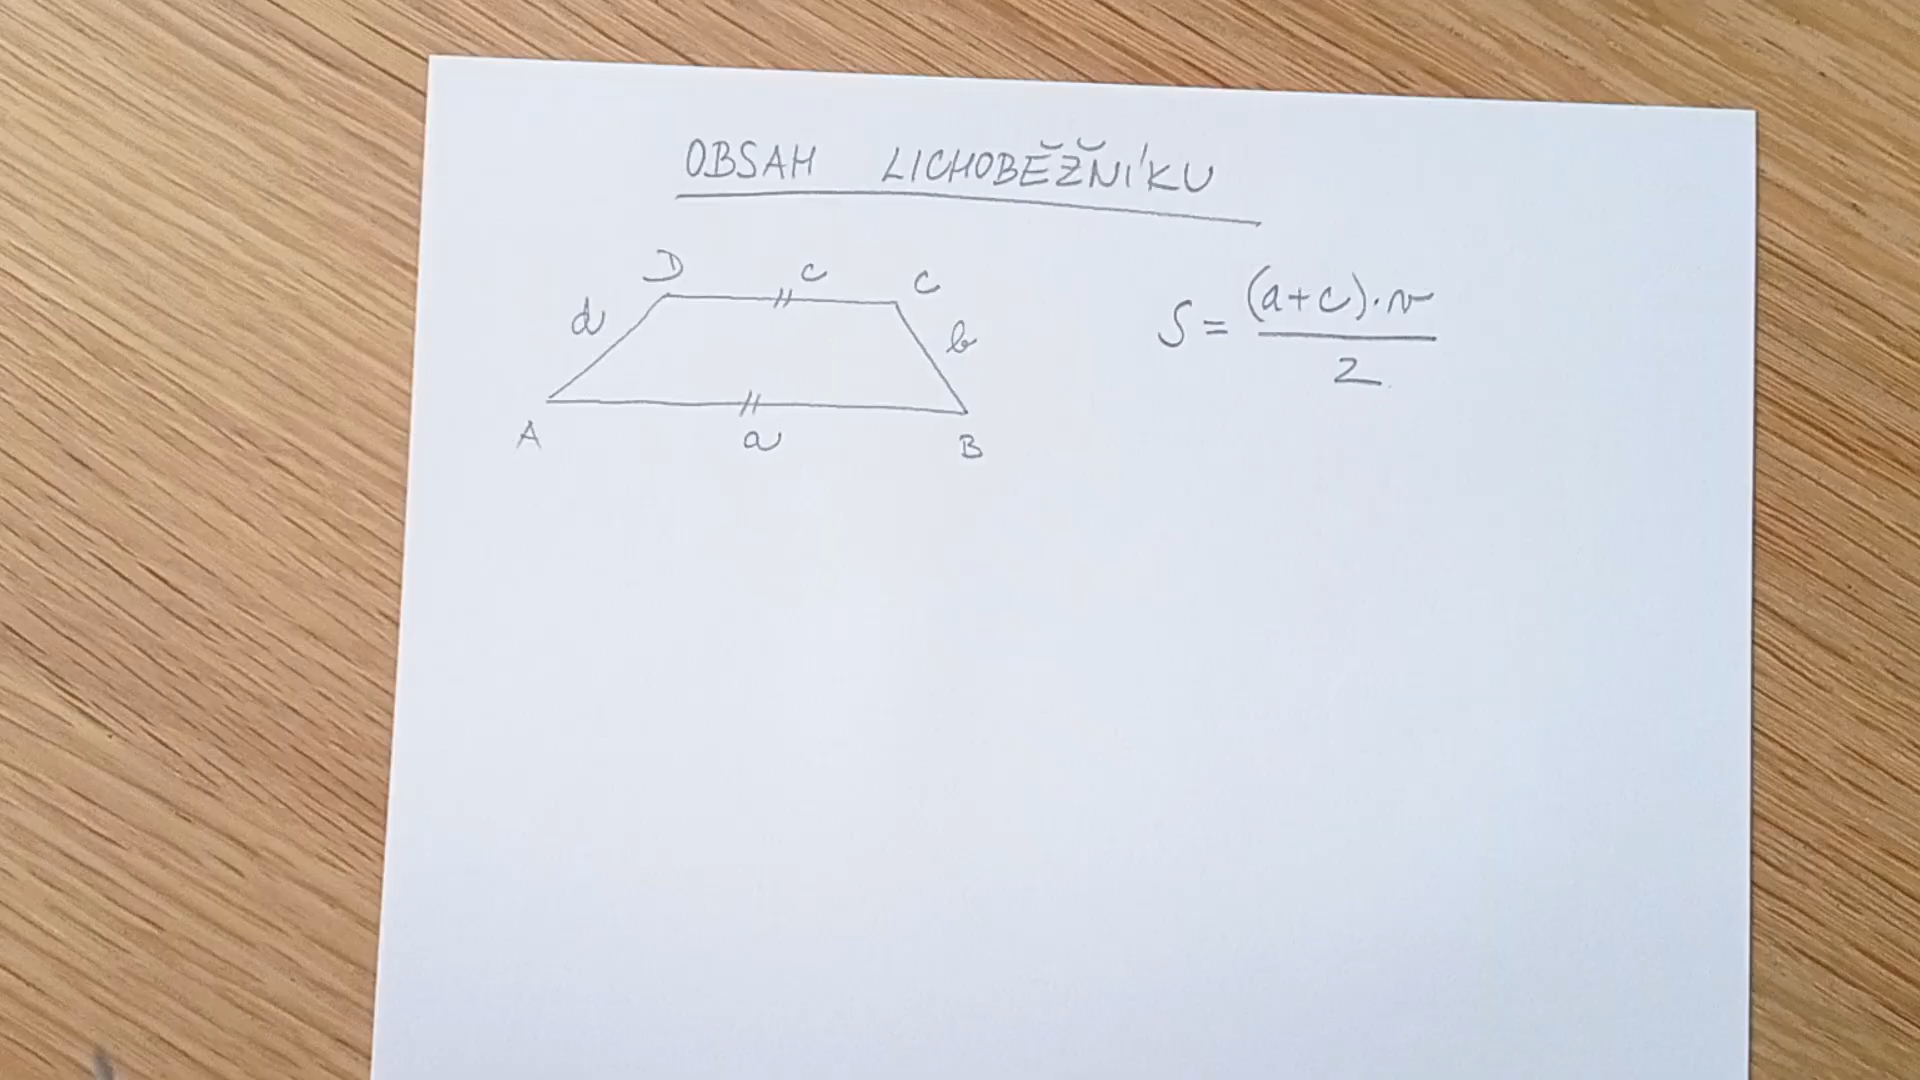 OBSAH LICHOBĚŽNÍKU
D c C
d b
A a B
S = (a+c)·v
2